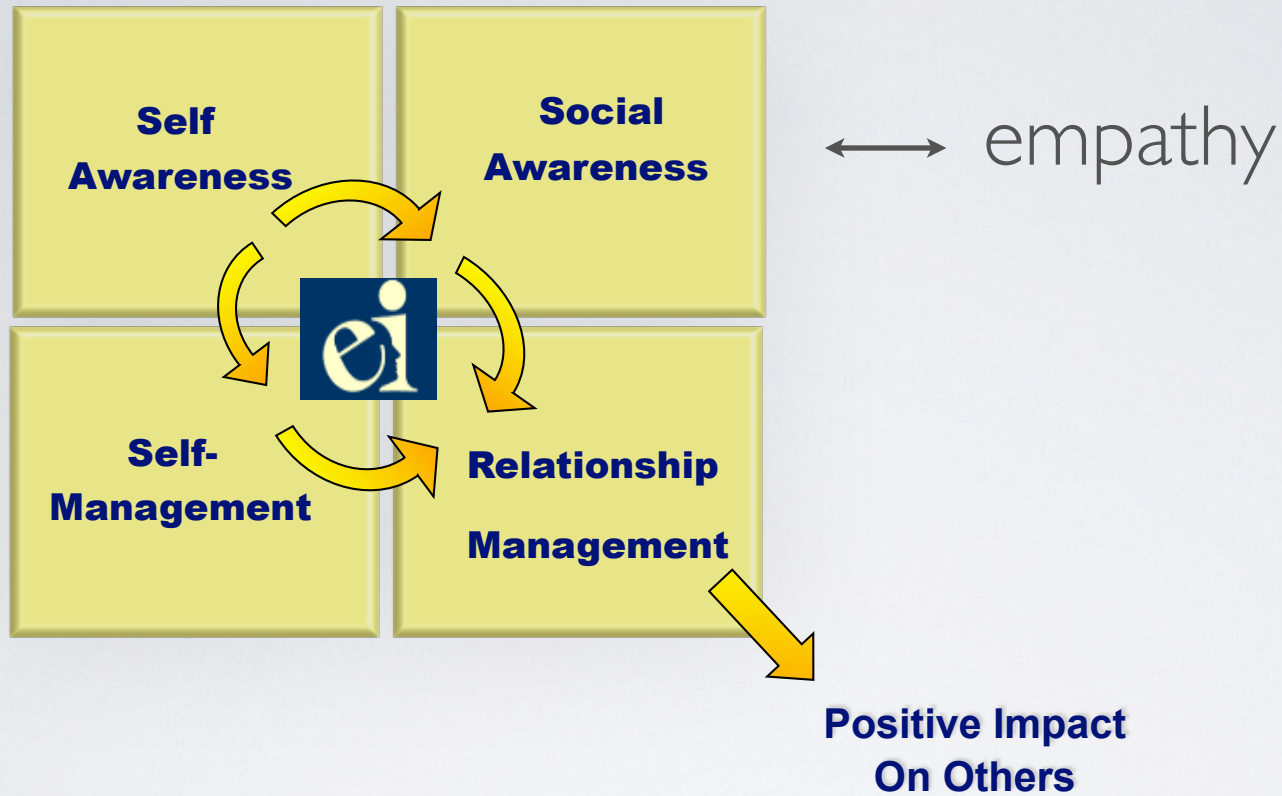 Self
Awareness
Social
Awareness
empathy
ei
Self-
Management
Relationship
Management
Positive Impact
On Others